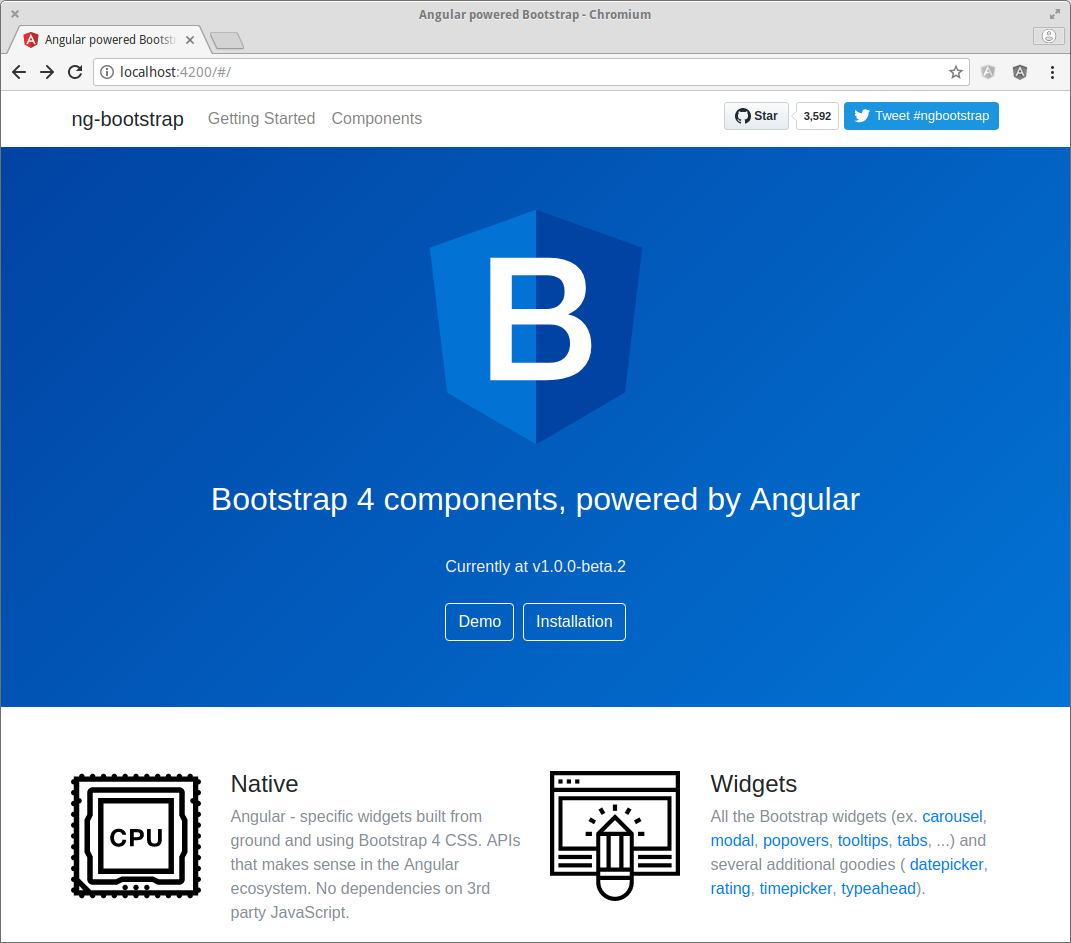 Angular powered Bootstrap - Chromium
Angular powered Bootst
localhost:4200/#/
ng-bootstrap
Getting Started
Components
Star
3,592
Tweet #ngbootstrap
B
Bootstrap 4 components, powered by Angular
Currently at v1.0.0-beta.2
Demo
Installation
CPU
Native
Angular - specific widgets built from
ground and using Bootstrap 4 CSS. APIs
that makes sense in the Angular
ecosystem. No dependencies on 3rd
party JavaScript.
Widgets
All the Bootstrap widgets (ex. carousel,
modal, popovers, tooltips, tabs, ...) and
several additional goodies ( datepicker,
rating, timepicker, typeahead).